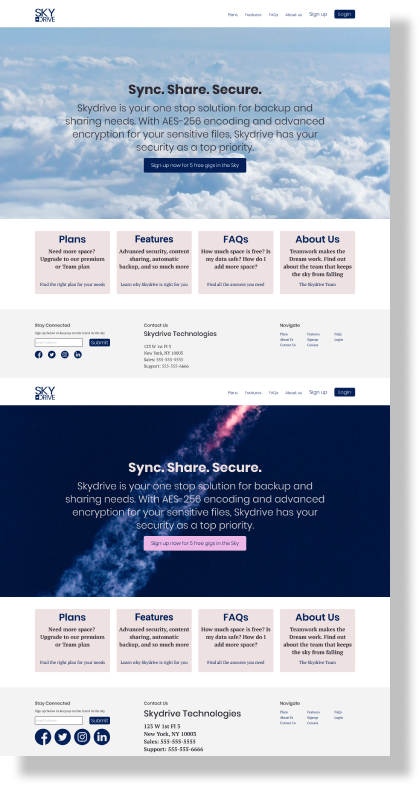 SKY
DRIVE
Plans Features FAQs About us Sign up Login
Sync. Share. Secure.
Skydrive is your one stop solution for backup and
sharing needs. With AES-256 encoding and advanced
encryption for your sensitive files, Skydrive has your
security as a top priority.
Sign up now for 5 free gigs in the Sky
Plans
Need more space?
Upgrade to our premium
or Team plan
Find the right plan for your needs
Features
Advanced security, content
sharing, automatic
backup, and so much more
Learn why Skydrive is right for you
FAQs
How much space is free? Is
my data safe? How do I
add more space?
Find all the answers you need
About Us
Teamwork makes the
Dream work. Find out
about the team that keeps
the sky from falling
The Skydrive Team
Stay Connected
Sign up below to keep up on the latest in the sky.
Submit
Contact Us
Skydrive Technologies
123 W 1st Fl 5
New York, NY 10003
Sales: 555-555-5555
Support: 555-555-6666
Navigate
Plans Features FAQs
About Us Signup Login
Contact Us Careers
SKY
DRIVE
Plans Features FAQs About us Sign up Login
Sync. Share. Secure.
Skydrive is your one stop solution for backup and
sharing needs. With AES-256 encoding and advanced
encryption for your sensitive files, Skydrive has your
security as a top priority.
Sign up now for 5 free gigs in the Sky
Plans
Need more space?
Upgrade to our premium
or Team plan
Find the right plan for your needs
Features
Advanced security, content
sharing, automatic
backup, and so much more
Learn why Skydrive is right for you
FAQs
How much space is free? Is
my data safe? How do I
add more space?
Find all the answers you need
About Us
Teamwork makes the
Dream work. Find out
about the team that keeps
the sky from falling
The Skydrive Team
Stay Connected
Sign up below to keep up on the latest in the sky.
Submit
Contact Us
Skydrive Technologies
123 W 1st Fl 5
New York, NY 10003
Sales: 555-555-5555
Support: 555-555-6666
Navigate
Plans Features FAQs
About Us Signup Login
Contact Us Careers